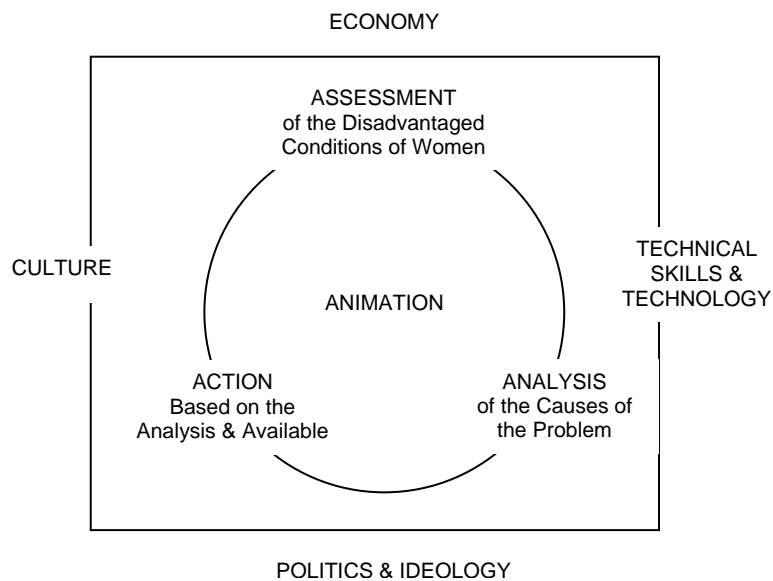 ECONOMY
ASSESSMENT
of the Disadvantaged
Conditions of Women
CULTURE
TECHNICAL
SKILLS &
TECHNOLOGY
ANIMATION
ACTION
Based on the
Analysis & Available
ANALYSIS
of the Causes of
the Problem
POLITICS & IDEOLOGY